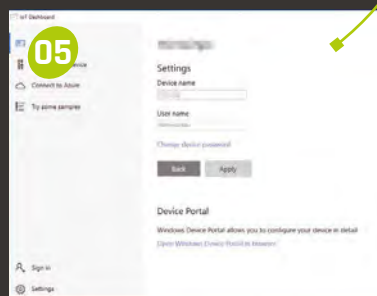 IoT Dashboard
05
Device
Connect to Azure
Try some samples
Settings
Device name
User name
Change device password
Back
Apply
Device Portal
Windows Device Portal allows you to configure your device in detail
Open Windows Device Portal in browser
Sign in
Settings